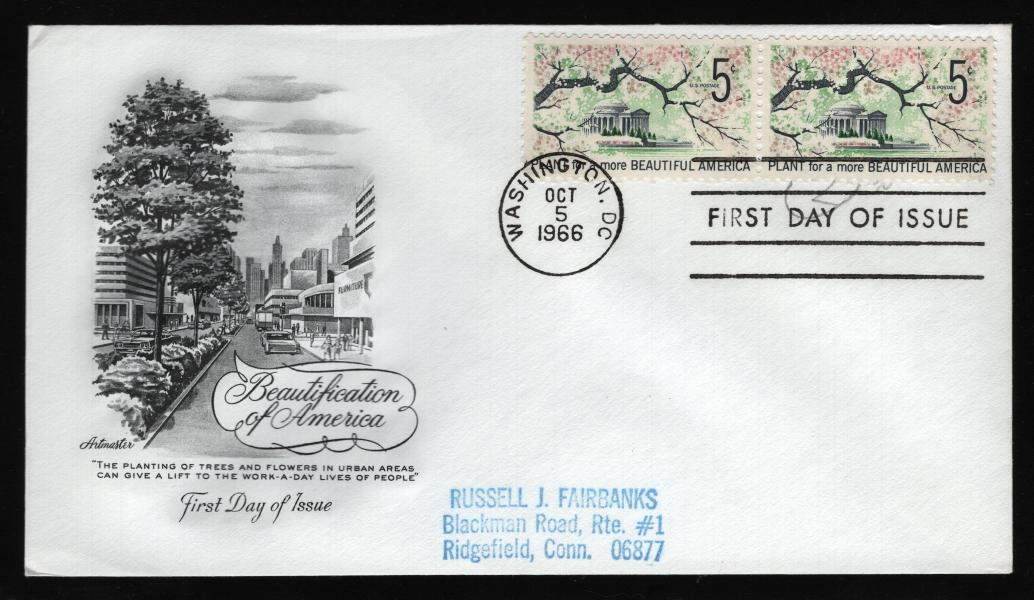 5c
U.S. POSTAGE
PLANT for a more BEAUTIFUL AMERICA
5c
U.S. POSTAGE
PLANT for a more BEAUTIFUL AMERICA
WASHINGTON, DC
OCT
5
1966
FIRST DAY OF ISSUE
FURNITURE
Beautification
of America
Artmaster
"THE PLANTING OF TREES AND FLOWERS IN URBAN AREAS
CAN GIVE A LIFT TO THE WORK-A-DAY LIVES OF PEOPLE"
First Day of Issue
RUSSELL J. FAIRBANKS
Blackman Road, Rte. #1
Ridgefield, Conn. 06877